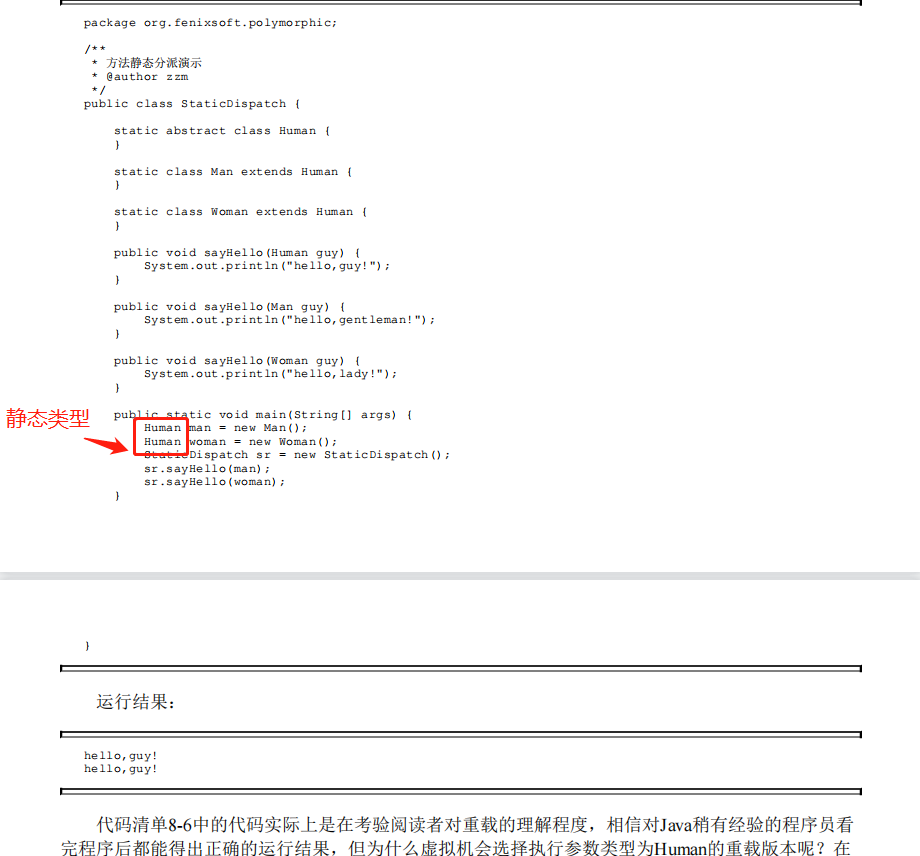 package org.fenixsoft.polymorphic;
/**
* 方法静态分派演示
* @author zzm
*/
public class StaticDispatch {
static abstract class Human {
}
static class Man extends Human {
}
static class Woman extends Human {
}
public void sayHello(Human guy) {
System.out.println("hello,guy!");
}
public void sayHello(Man guy) {
System.out.println("hello,gentleman!");
}
public void sayHello(Woman guy) {
System.out.println("hello,lady!");
}
静态类型
public static void main(String[] args) {
Human man = new Man();
Human woman = new Woman();
StaticDispatch sr = new StaticDispatch();
sr.sayHello(man);
sr.sayHello(woman);
}
}
运行结果：
hello,guy!
hello,guy!
代码清单8-6中的代码实际上是在考验阅读者对重载的理解程度，相信对Java稍有经验的程序员看
完程序后都能得出正确的运行结果，但为什么虚拟机会选择执行参数类型为Human的重载版本呢？在